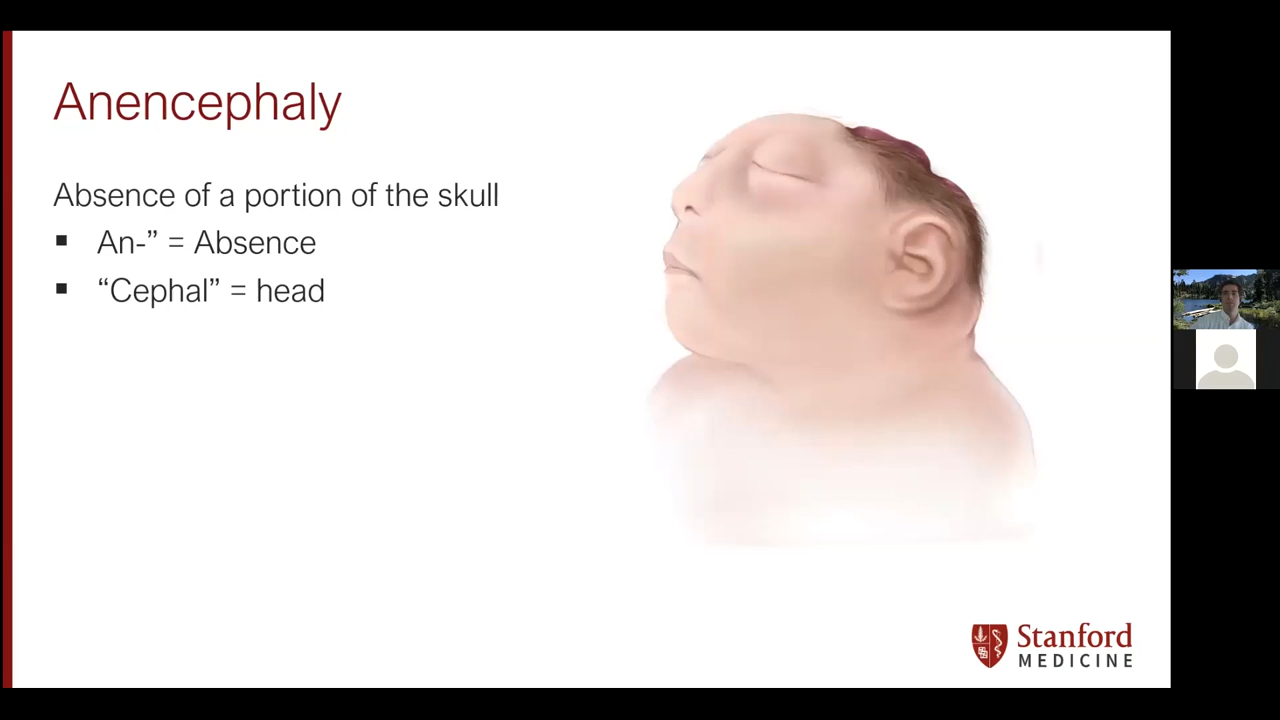 Anencephaly
Absence of a portion of the skull
▪ An-” = Absence
▪ “Cephal” = head
Stanford
MEDICINE